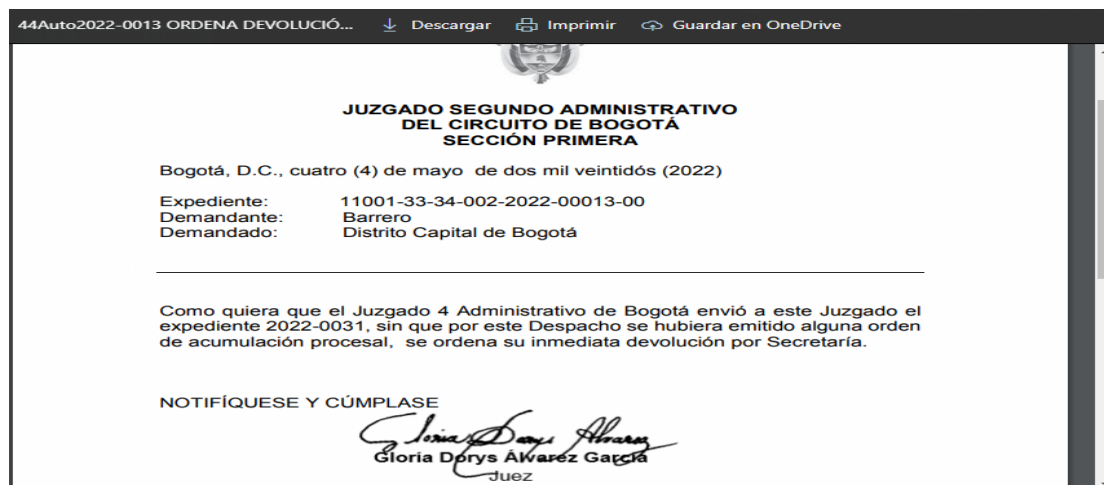 44Auto2022-0013 ORDENA DEVOLUCIÓ... Descargar Imprimir Guardar en OneDrive
JUZGADO SEGUNDO ADMINISTRATIVO
DEL CIRCUITO DE BOGOTÁ
SECCIÓN PRIMERA
Bogotá, D.C., cuatro (4) de mayo de dos mil veintidós (2022)
Expediente: 11001-33-34-002-2022-00013-00
Demandante: Barrero
Demandado: Distrito Capital de Bogotá
Como quiera que el Juzgado 4 Administrativo de Bogotá envió a este Juzgado el
expediente 2022-0031, sin que por este Despacho se hubiera emitido alguna orden
de acumulación procesal, se ordena su inmediata devolución por Secretaría.
NOTIFÍQUESE Y CÚMPLASE
Gloria Dorys Alvarez
Gloria Dorys Álvarez García
Juez